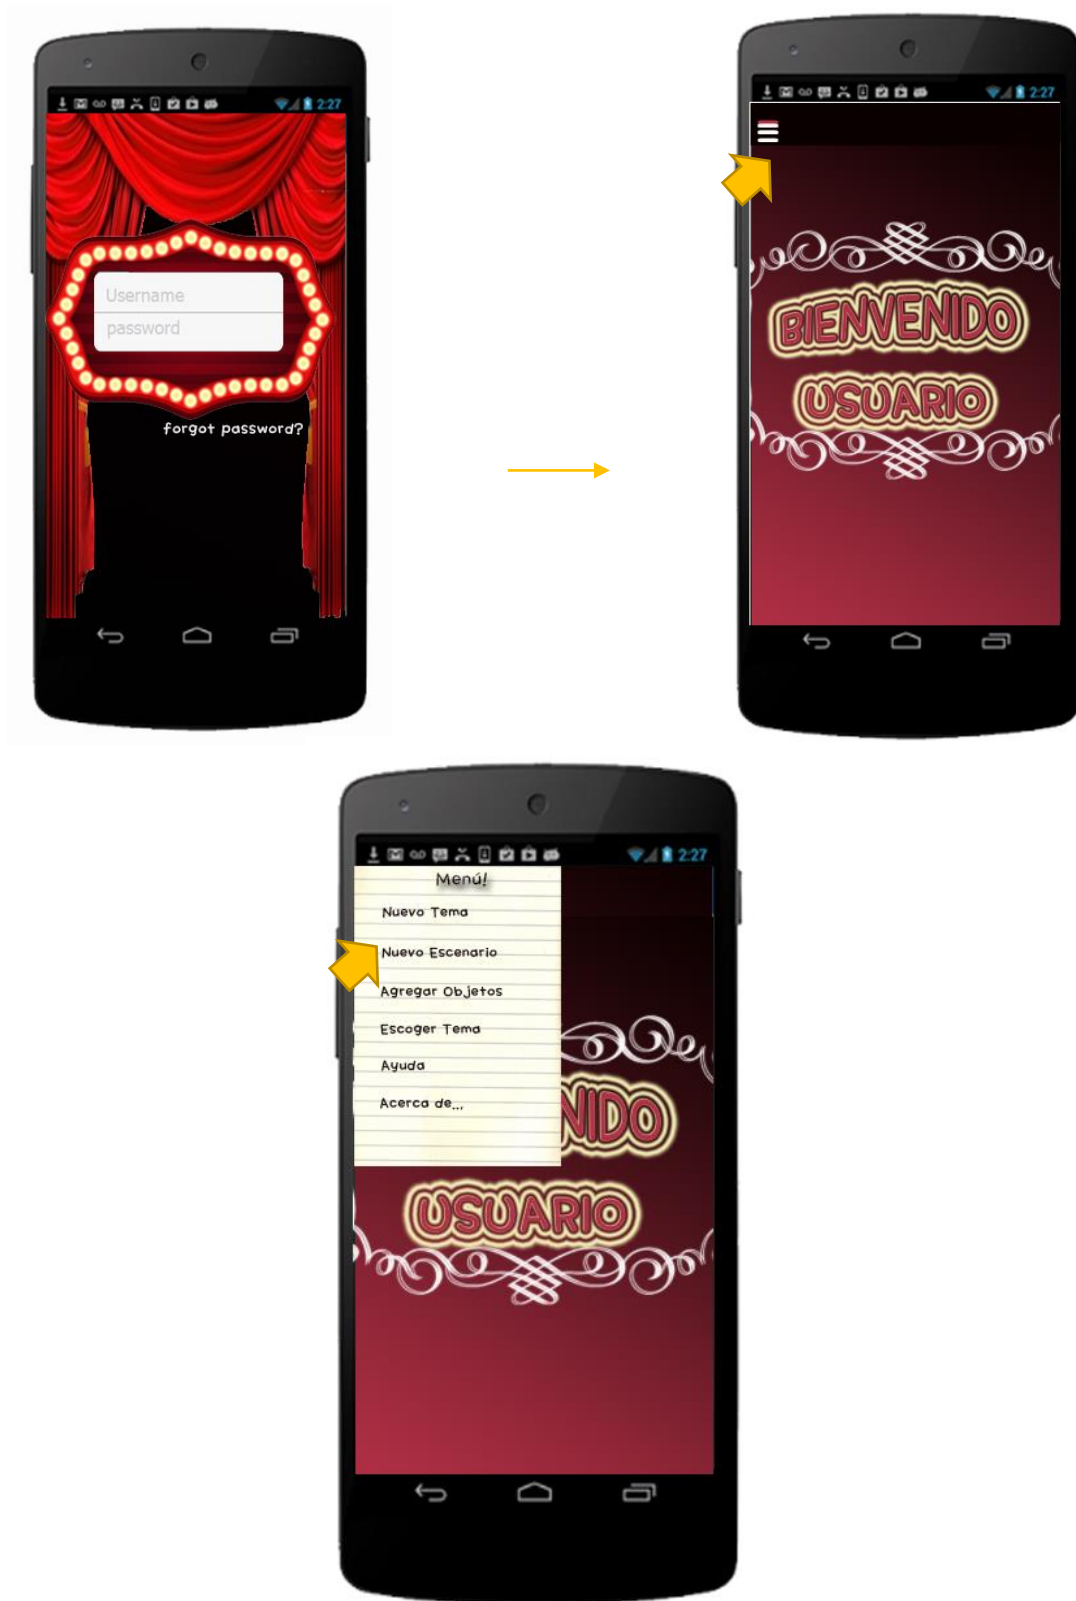 2:27
Username
password
forgot password?
2:27
BIENVENIDO
USUARIO
2:27
Menú!
Nuevo Tema
Nuevo Escenario
Agregar Objetos
Escoger Tema
Ayuda
Acerca de...
NIDO
USUARIO